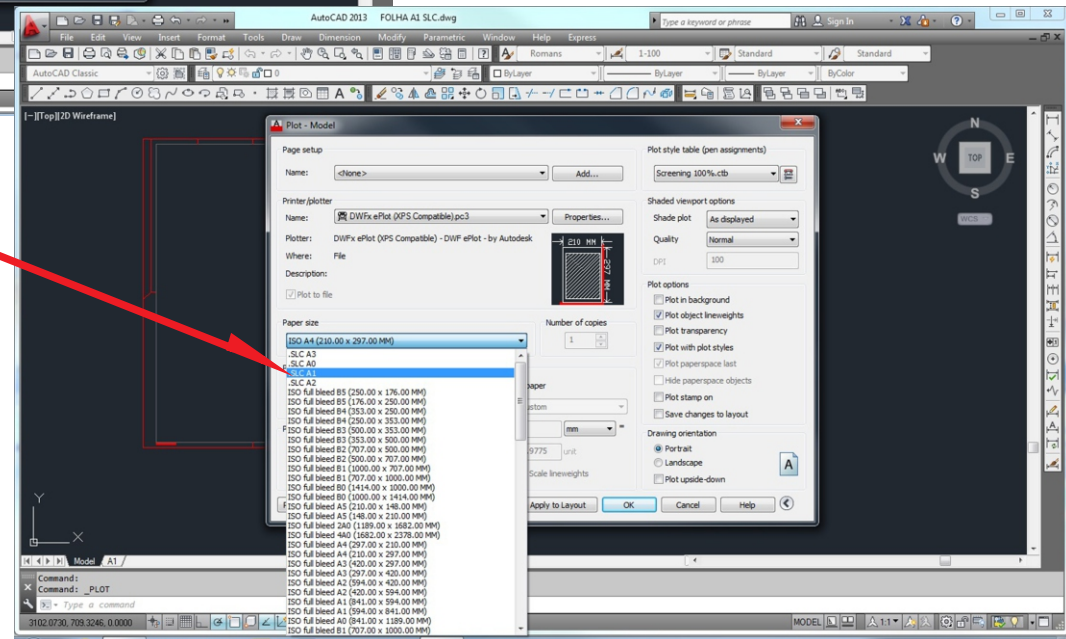 AutoCAD 2013 FOLHA A1 SLC.dwg
Type a keyword or phrase
Sign In
File Edit View Insert Format Tools Draw Dimension Modify Parametric Window Help Express
Romans 1-100 Standard Standard
AutoCAD Classic 0 ByLayer ByLayer ByLayer ByColor
[-][Top][2D Wireframe]
N
W TOP E
S
WCS
Plot - Model
Page setup
Name: <None> Add...
Plot style table (pen assignments)
Screening 100%.ctb
Printer/plotter
Name: DWFx ePlot (XPS Compatible).pc3 Properties...
Plotter: DWFx ePlot (XPS Compatible) - DWF ePlot - by Autodesk
Where: File
Description:
Plot to file
210 MM
297 MM
Shaded viewport options
Shade plot As displayed
Quality Normal
DPI 100
Paper size
ISO A4 (210.00 x 297.00 MM)
Number of copies
1
.SLC A3
.SLC A0
.SLC A1
.SLC A2
ISO full bleed B5 (250.00 x 176.00 MM)
ISO full bleed B5 (176.00 x 250.00 MM)
ISO full bleed B4 (353.00 x 250.00 MM)
ISO full bleed B4 (250.00 x 353.00 MM)
ISO full bleed B3 (500.00 x 353.00 MM)
ISO full bleed B3 (353.00 x 500.00 MM)
ISO full bleed B2 (707.00 x 500.00 MM)
ISO full bleed B2 (500.00 x 707.00 MM)
ISO full bleed B1 (1000.00 x 707.00 MM)
ISO full bleed B1 (707.00 x 1000.00 MM)
ISO full bleed B0 (1414.00 x 1000.00 MM)
ISO full bleed B0 (1000.00 x 1414.00 MM)
ISO full bleed A5 (210.00 x 148.00 MM)
ISO full bleed A5 (148.00 x 210.00 MM)
ISO full bleed 2A0 (1189.00 x 1682.00 MM)
ISO full bleed 4A0 (1682.00 x 2378.00 MM)
ISO full bleed A4 (297.00 x 210.00 MM)
ISO full bleed A4 (210.00 x 297.00 MM)
ISO full bleed A3 (420.00 x 297.00 MM)
ISO full bleed A3 (297.00 x 420.00 MM)
ISO full bleed A2 (594.00 x 420.00 MM)
ISO full bleed A2 (420.00 x 594.00 MM)
ISO full bleed A1 (841.00 x 594.00 MM)
ISO full bleed A1 (594.00 x 841.00 MM)
ISO full bleed A0 (841.00 x 1189.00 MM)
ISO full bleed B1 (707.00 x 1000.00 MM)
paper
stom
mm =
9775 unit
Scale lineweights
Plot options
Plot in background
Plot object lineweights
Plot transparency
Plot with plot styles
Plot paperspace last
Hide paperspace objects
Plot stamp on
Save changes to layout
Drawing orientation
Portrait
Landscape
Plot upside-down
A
Apply to Layout OK Cancel Help
Y
X
Model A1
Command:
Command: _PLOT
Type a command
3102.0730, 709.3246, 0.0000
MODEL 1:1